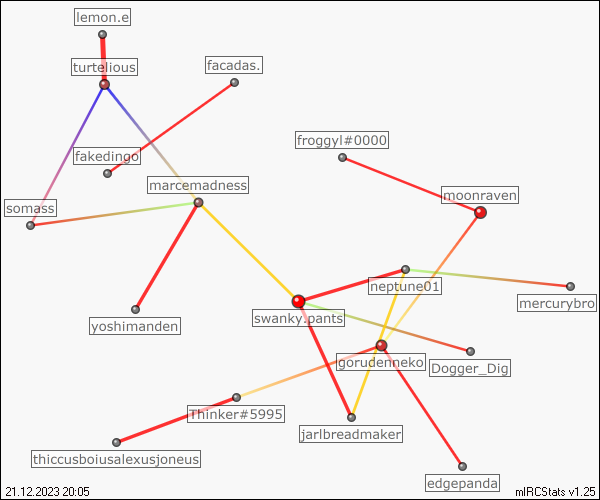 lemon.e
turtelious
facadas.
froggyl#0000
fakedingo
marcemadness
moonraven
somass
neptune01
mercurybro
yoshimanden
swanky.pants
gorudenneko
Dogger_Dig
Thinker#5995
jarlbreadmaker
thiccusboiusalexusjoneus
edgepanda
21.12.2023 20:05
mIRCStats v1.25